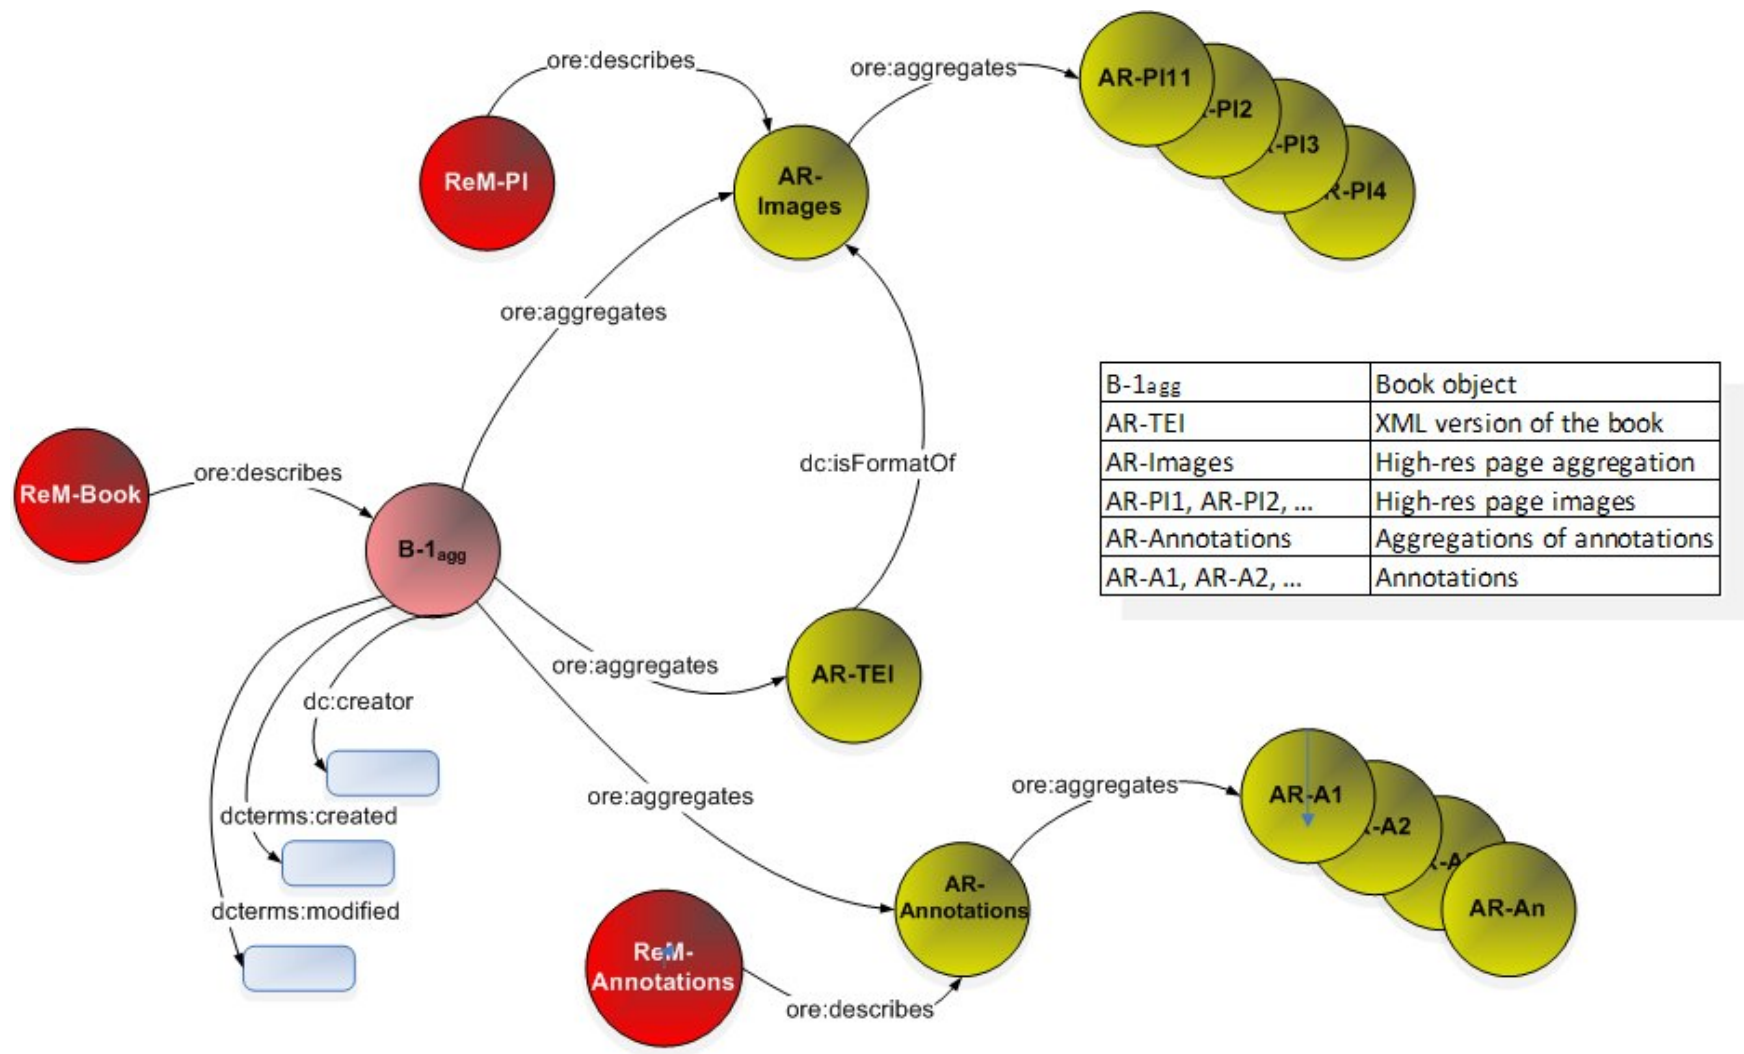 ore:describes
ore:aggregates
AR-PI11
-PI2
-PI3
R-PI4
ReM-PI
AR-
Images
ore:aggregates
B-1agg Book object
AR-TEI XML version of the book
AR-Images High-res page aggregation
AR-PI1, AR-PI2, ... High-res page images
AR-Annotations Aggregations of annotations
AR-A1, AR-A2, ... Annotations
dc:isFormatOf
ore:describes
ReM-Book
B-1agg
ore:aggregates
AR-TEI
dc:creator
ore:aggregates
ore:aggregates
AR-A1
-A2
-A
AR-An
dcterms:created
dcterms:modified
AR-
Annotations
ReM-
Annotations
ore:describes